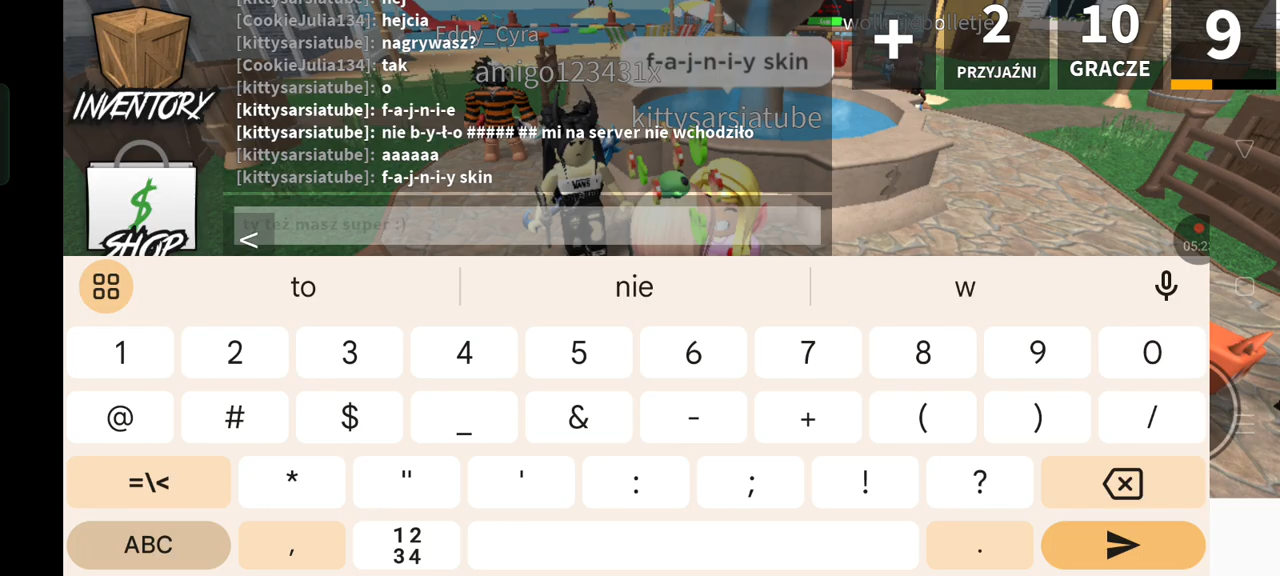 hej
[CookieJulia134]: hejcia
[kittysarsiatube]: nagrywasz?
[CookieJulia134]: tak
[kittysarsiatube]: o
[kittysarsiatube]: f-a-j-n-i-e
[kittysarsiatube]: nie b-y-ł-o ##### ## mi na server nie wchodziło
[kittysarsiatube]: aaaaaa
[kittysarsiatube]: f-a-j-n-i-y skin
ty też masz super :)
<
INVENTORY
$
SHOP
Eddy_Cyra
amigo123431x
f-a-j-n-i-y skin
kittysarsiatube
VANS
+
2
PRZYJAŹNI
10
GRACZE
9
to
nie
w
1 2 3 4 5 6 7 8 9 0
@ # $ _ & - + ( ) /
=\< * " ' : ; ! ?
ABC , 12 34 .